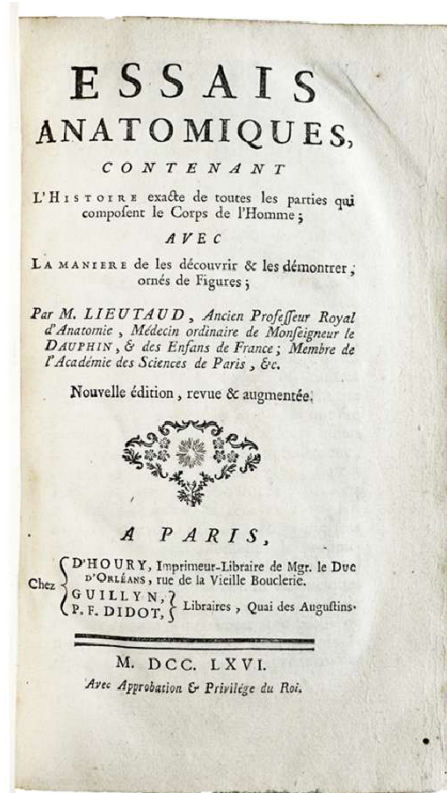 ESSAIS
ANATOMIQUES,
CONTENANT
L'HISTOIRE exacte de toutes les parties qui
compoſent le Corps de l'Homme ;
AVEC
LA MANIERE de les découvrir & les démontrer,
ornés de Figures ;
Par M. LIEUTAUD, Ancien Profeſſeur Royal
d'Anatomie, Médecin ordinaire de Monſeigneur le
DAUPHIN, & des Enfans de France ; Membre de
l'Académie des Sciences de Paris, &c.
Nouvelle édition, revue & augmentée.
A PARIS,
Chez D'HOURY, Imprimeur-Libraire de Mgr. le Duc
D'ORLÉANS, rue de la Vieille Bouclerie.
GUILLYN,
P. F. DIDOT, Libraires, Quai des Auguſtins.
M. DCC. LXVI.
Avec Approbation & Privilége du Roi.